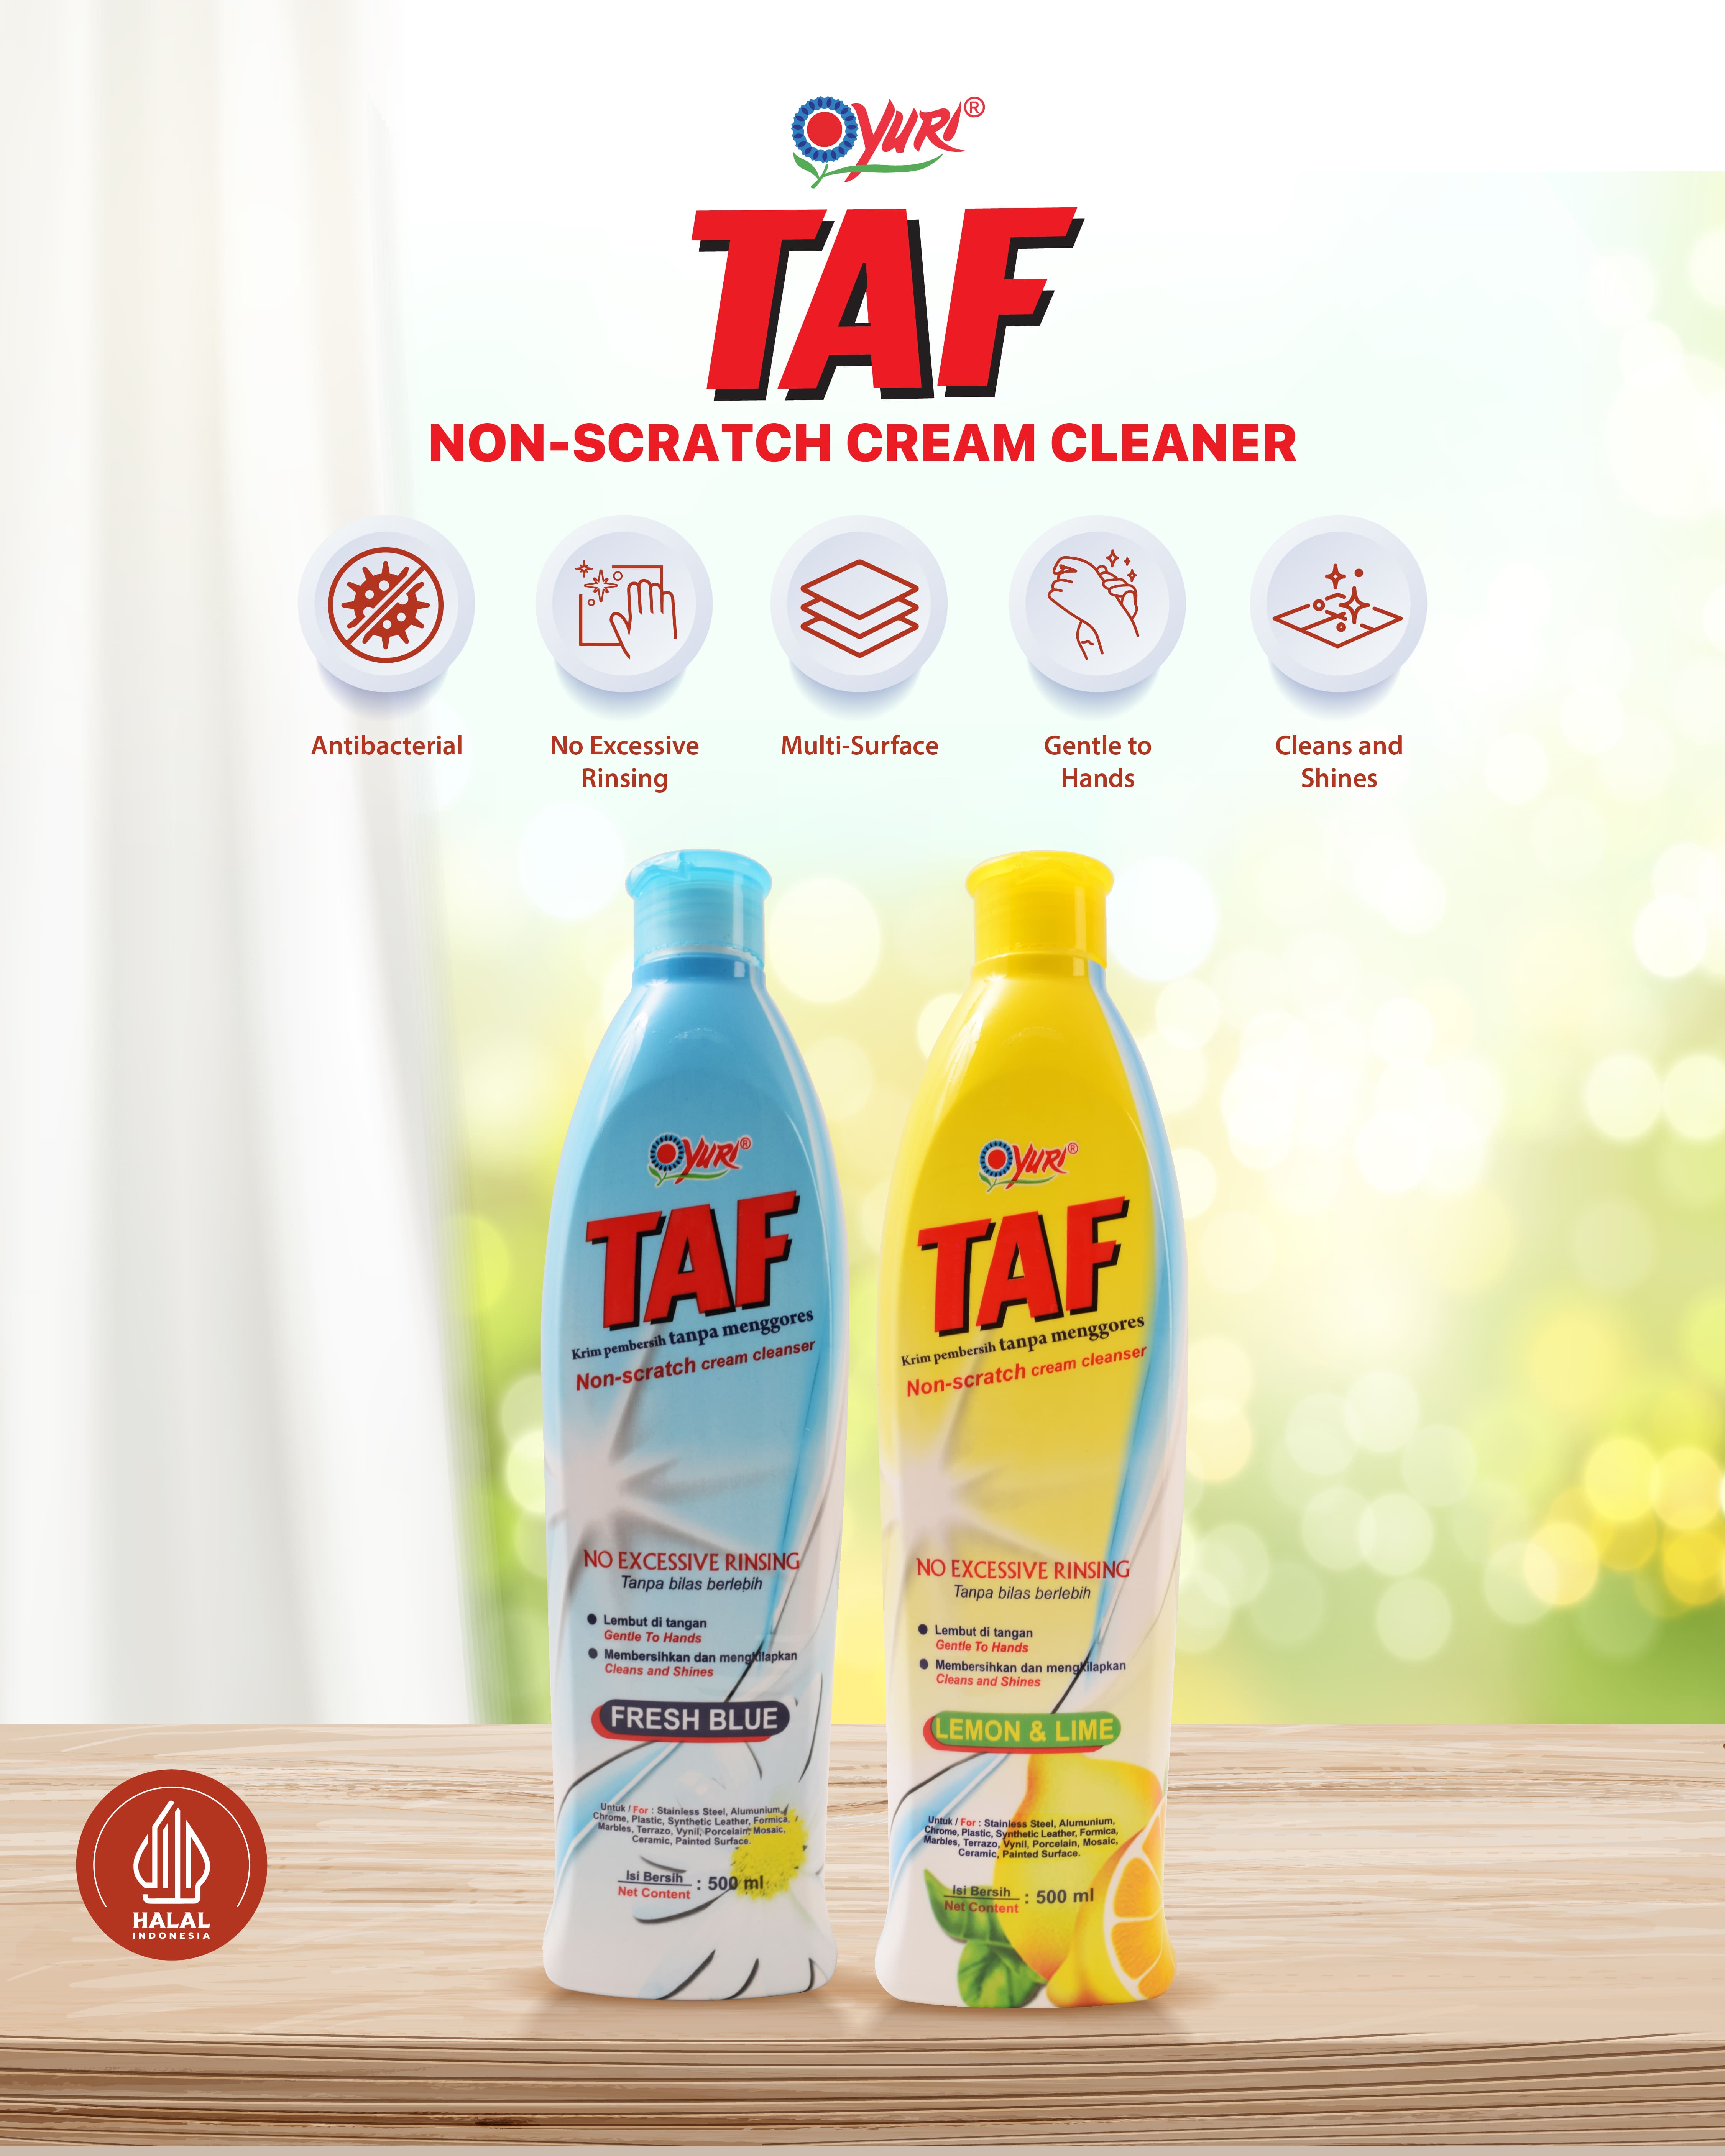 YURI®
TAF
NON-SCRATCH CREAM CLEANER
Antibacterial
No Excessive
Rinsing
Multi-Surface
Gentle to
Hands
Cleans and
Shines
YURI®
TAF
Krim pembersih tanpa menggores
Non-scratch cream cleanser
NO EXCESSIVE RINSING
Tanpa bilas berlebih
● Lembut di tangan
Gentle To Hands
● Membersihkan dan mengkilapkan
Cleans and Shines
FRESH BLUE
Untuk / For : Stainless Steel, Alumunium,
Chrome, Plastic, Synthetic Leather, Formica,
Marbles, Terrazo, Vynil, Porcelain, Mosaic,
Ceramic, Painted Surface.
Isi Bersih
Net Content : 500 ml
YURI®
TAF
Krim pembersih tanpa menggores
Non-scratch cream cleanser
NO EXCESSIVE RINSING
Tanpa bilas berlebih
● Lembut di tangan
Gentle To Hands
● Membersihkan dan mengkilapkan
Cleans and Shines
LEMON & LIME
Untuk / For : Stainless Steel, Alumunium,
Chrome, Plastic, Synthetic Leather, Formica,
Marbles, Terrazo, Vynil, Porcelain, Mosaic,
Ceramic, Painted Surface.
Isi Bersih
Net Content : 500 ml
HALAL
INDONESIA